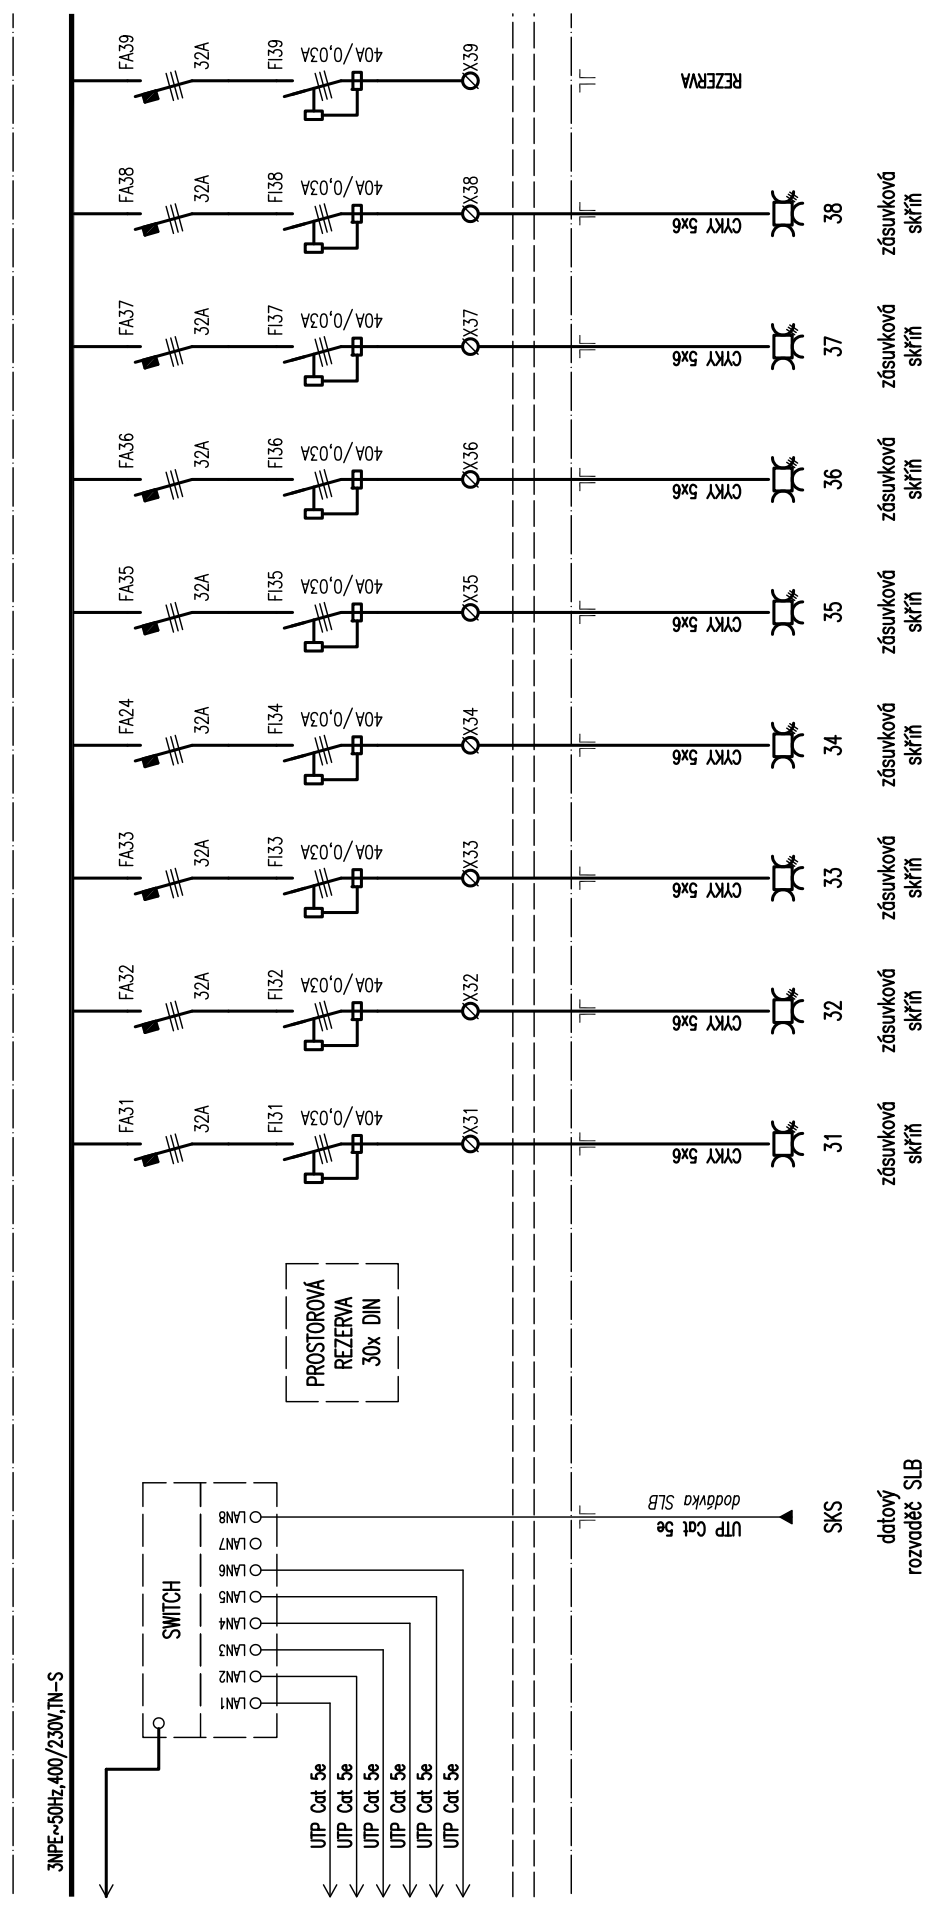 3NPE~50Hz,400/230V,TN-S
SWITCH
LAN1
LAN2
LAN3
LAN4
LAN5
LAN6
LAN7
LAN8
UTP Cat 5e
UTP Cat 5e
UTP Cat 5e
UTP Cat 5e
UTP Cat 5e
UTP Cat 5e
dodávka SLB
UTP Cat 5e
SKS
datový
rozvaděč SLB
PROSTOROVÁ
REZERVA
30x DIN
FA31
32A
FI31
40A/0,03A
X31
CYKY 5x6
31
zásuvková
skříň
FA32
32A
FI32
40A/0,03A
X32
CYKY 5x6
32
zásuvková
skříň
FA33
32A
FI33
40A/0,03A
X33
CYKY 5x6
33
zásuvková
skříň
FA24
32A
FI34
40A/0,03A
X34
CYKY 5x6
34
zásuvková
skříň
FA35
32A
FI35
40A/0,03A
X35
CYKY 5x6
35
zásuvková
skříň
FA36
32A
FI36
40A/0,03A
X36
CYKY 5x6
36
zásuvková
skříň
FA37
32A
FI37
40A/0,03A
X37
CYKY 5x6
37
zásuvková
skříň
FA38
32A
FI38
40A/0,03A
X38
CYKY 5x6
38
zásuvková
skříň
FA39
32A
FI39
40A/0,03A
X39
REZERVA